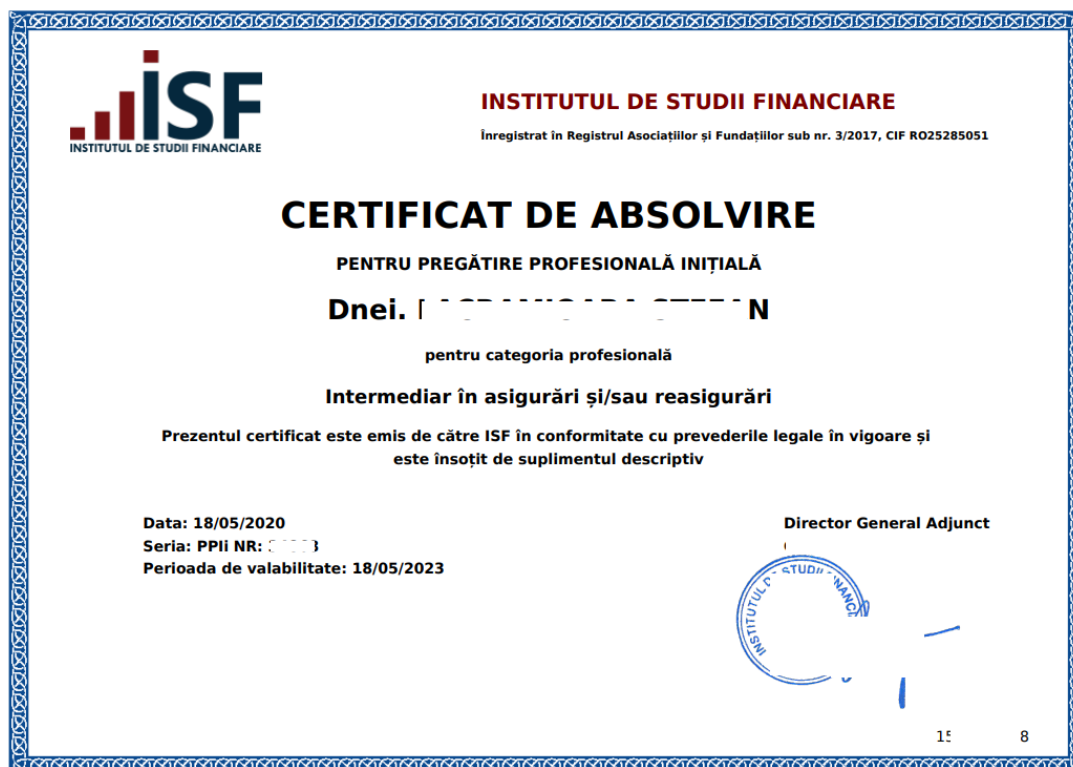 ISF
INSTITUTUL DE STUDII FINANCIARE
INSTITUTUL DE STUDII FINANCIARE
Înregistrat în Registrul Asociațiilor și Fundațiilor sub nr. 3/2017, CIF RO25285051
CERTIFICAT DE ABSOLVIRE
PENTRU PREGĂTIRE PROFESIONALĂ INIȚIALĂ
Dnei.
pentru categoria profesională
Intermediar în asigurări și/sau reasigurări
Prezentul certificat este emis de către ISF în conformitate cu prevederile legale în vigoare și
este însoțit de suplimentul descriptiv
Data: 18/05/2020
Seria: PPIi NR:
Perioada de valabilitate: 18/05/2023
Director General Adjunct
INSTITUTUL STUDII